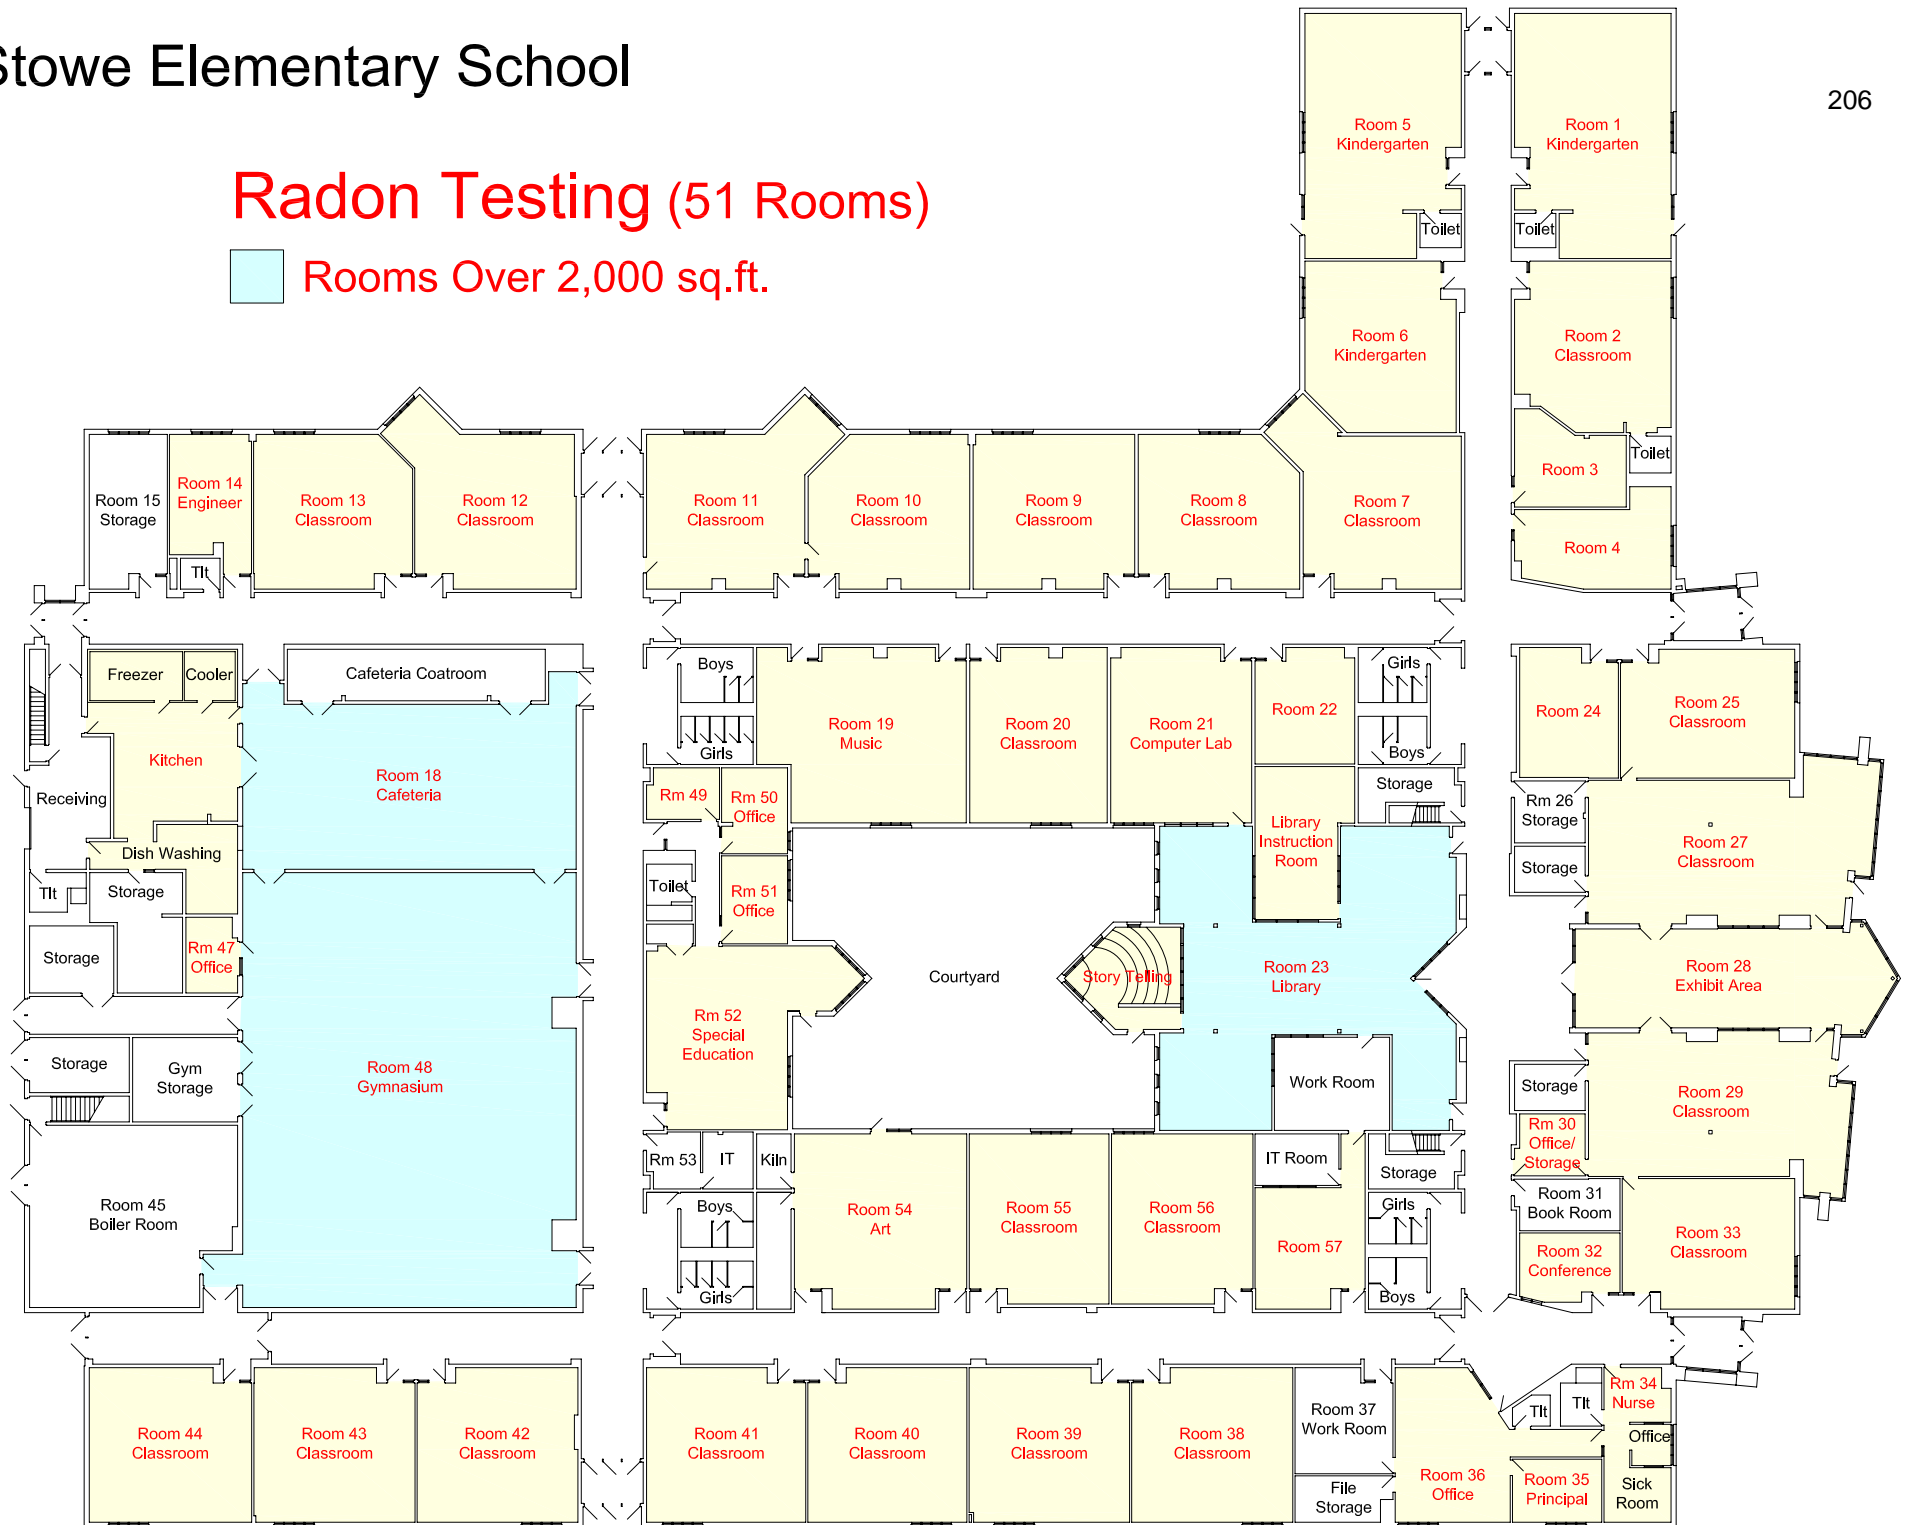 Stowe Elementary School
206
Radon Testing (51 Rooms)
Rooms Over 2,000 sq.ft.
Room 5
Kindergarten
Room 1
Kindergarten
Toilet
Toilet
Room 6
Kindergarten
Room 2
Classroom
Toilet
Room 3
Room 4
Room 15
Storage
Room 14
Engineer
Tlt
Room 13
Classroom
Room 12
Classroom
Room 11
Classroom
Room 10
Classroom
Room 9
Classroom
Room 8
Classroom
Room 7
Classroom
Freezer
Cooler
Cafeteria Coatroom
Kitchen
Receiving
Room 18
Cafeteria
Dish Washing
Tlt
Storage
Storage
Rm 47
Office
Storage
Gym
Storage
Room 48
Gymnasium
Room 45
Boiler Room
Boys
Girls
Room 19
Music
Room 20
Classroom
Room 21
Computer Lab
Room 22
Girls
Boys
Storage
Rm 49
Rm 50
Office
Library
Instruction
Room
Toilet
Rm 51
Office
Courtyard
Story Telling
Room 23
Library
Rm 52
Special
Education
Work Room
Rm 53
IT
Kiln
IT Room
Storage
Boys
Girls
Room 54
Art
Room 55
Classroom
Room 56
Classroom
Room 57
Girls
Boys
Room 24
Room 25
Classroom
Rm 26
Storage
Storage
Room 27
Classroom
Room 28
Exhibit Area
Storage
Room 29
Classroom
Rm 30
Office/
Storage
Room 31
Book Room
Room 32
Conference
Room 33
Classroom
Room 44
Classroom
Room 43
Classroom
Room 42
Classroom
Room 41
Classroom
Room 40
Classroom
Room 39
Classroom
Room 38
Classroom
Room 37
Work Room
File
Storage
Room 36
Office
Tlt
Tlt
Rm 34
Nurse
Office
Room 35
Principal
Sick
Room